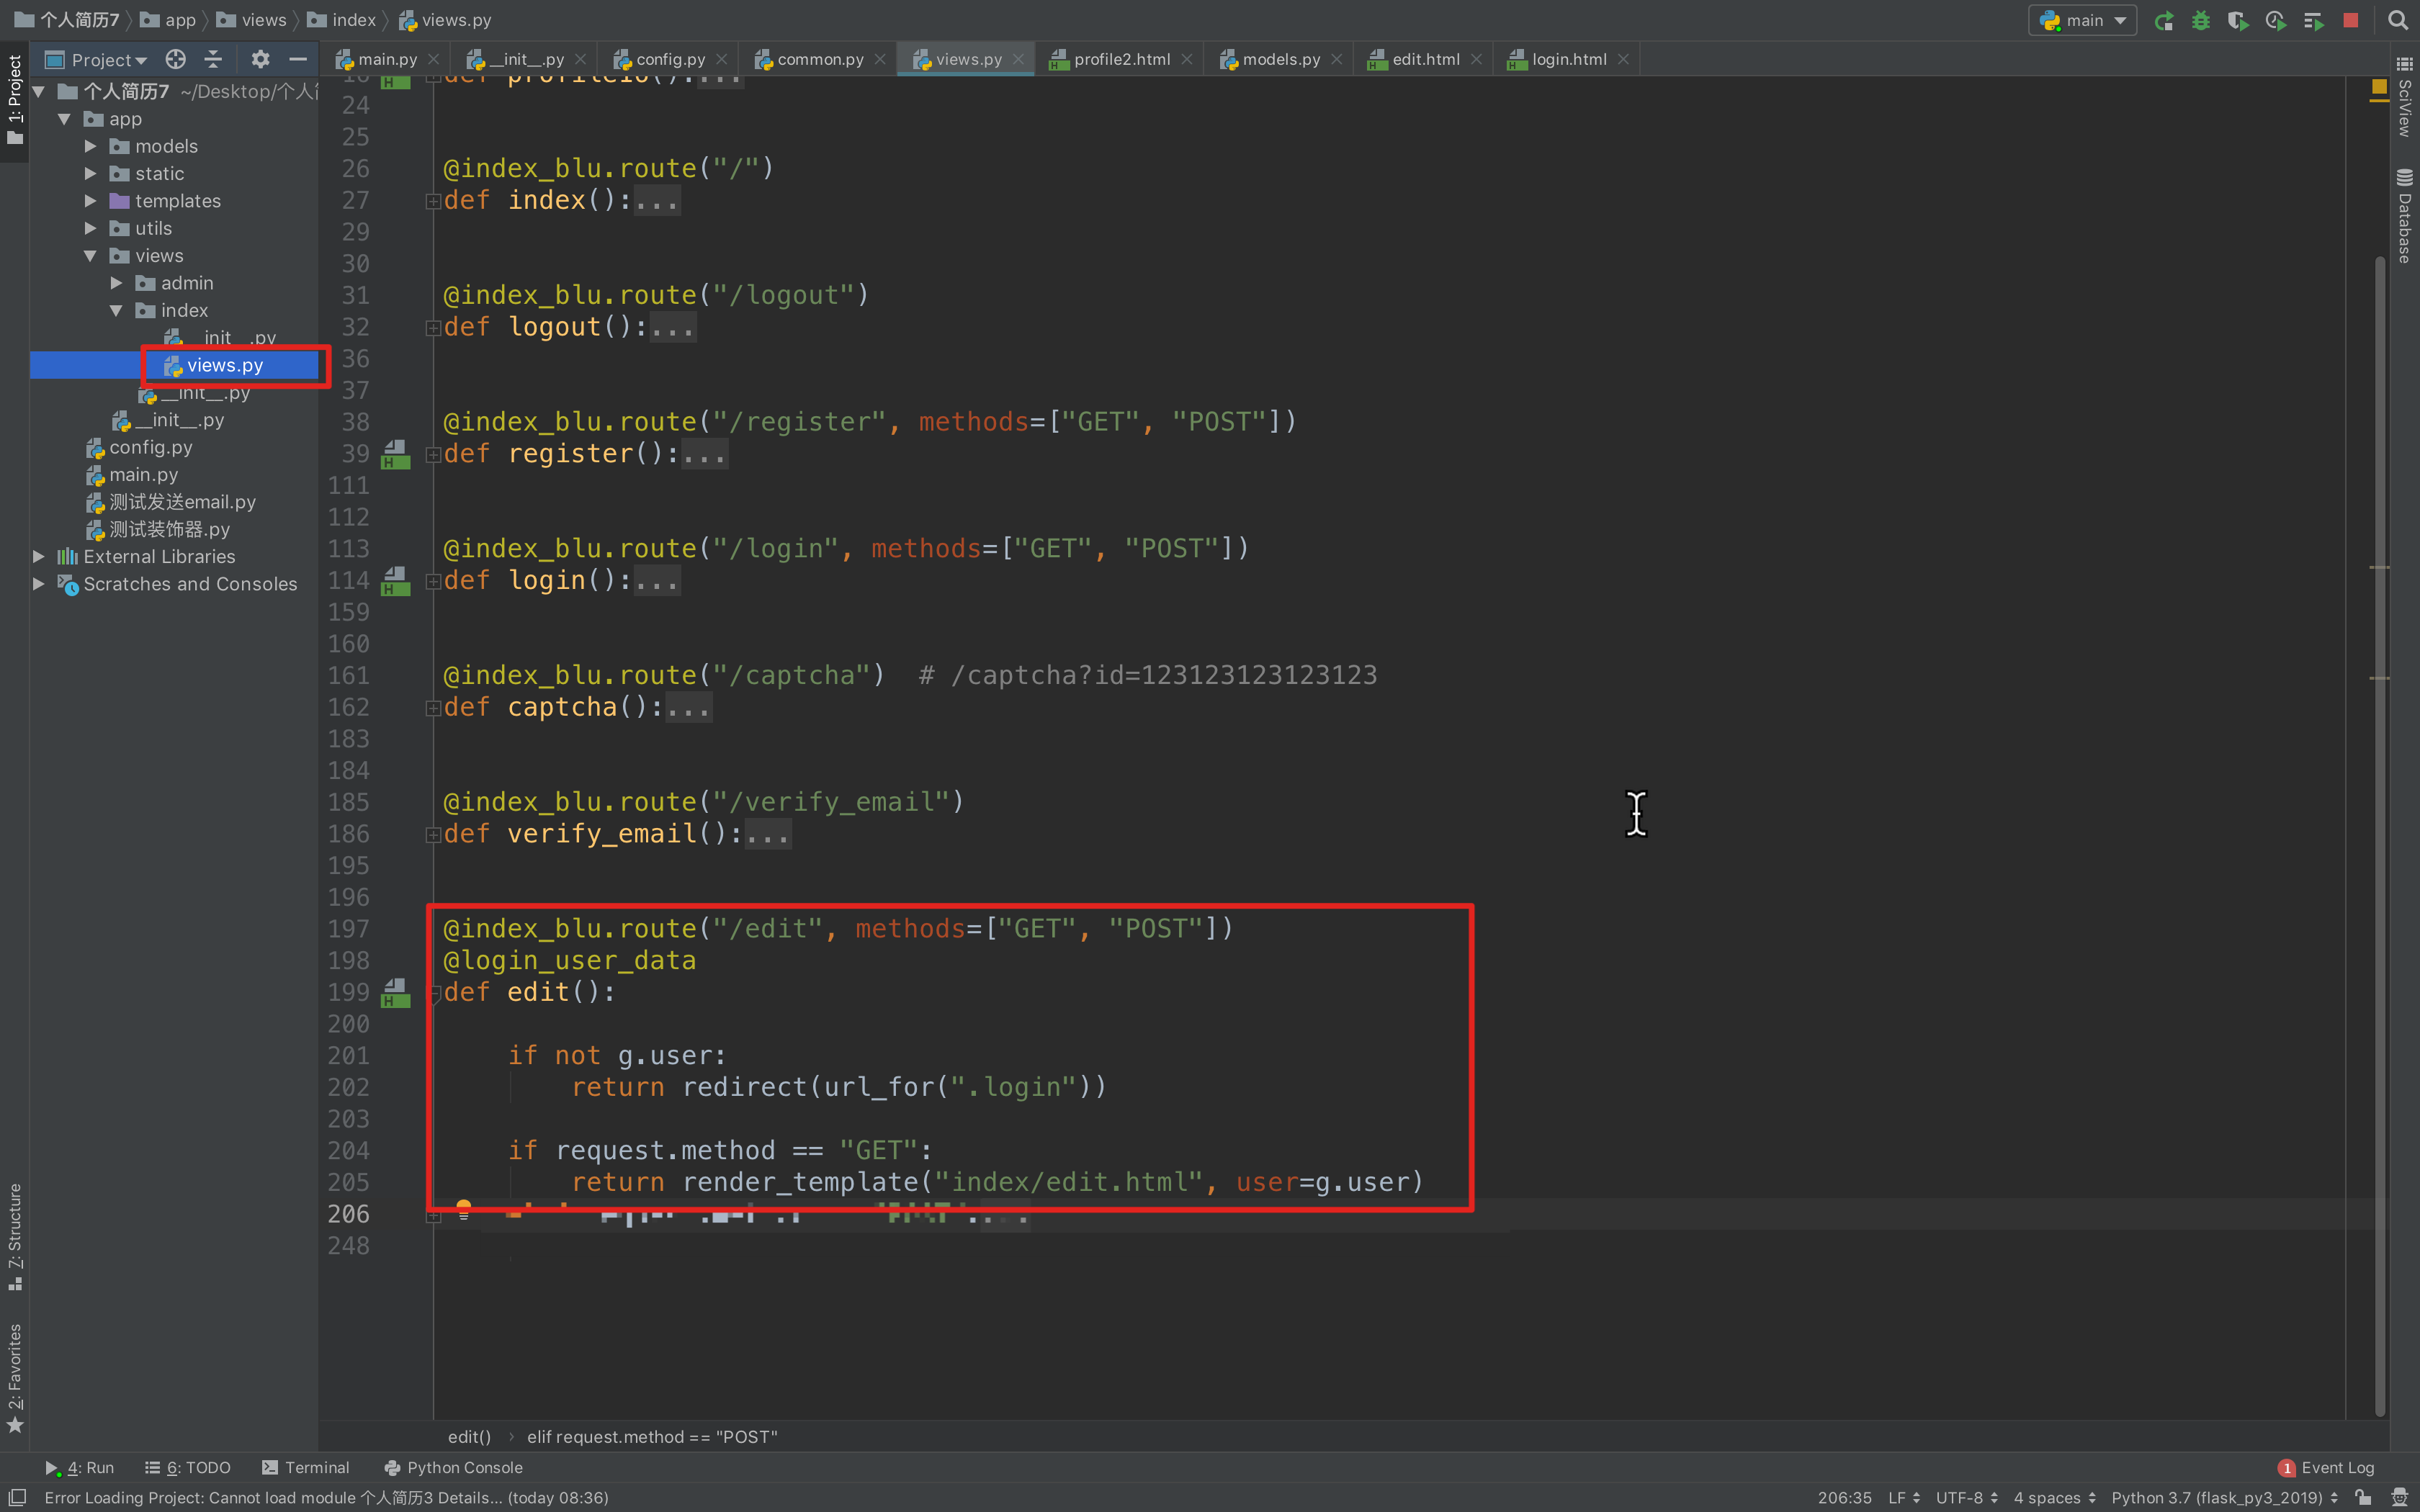 个人简历7 app views index views.py main
1: Project
Project
main.py __init__.py config.py common.py views.py profile2.html models.py edit.html login.html
个人简历7 ~/Desktop/个人
app
models
static
templates
utils
views
admin
index
__init__.py
views.py
__init__.py
__init__.py
config.py
main.py
测试发送email.py
测试装饰器.py
External Libraries
Scratches and Consoles
24
25
26 @index_blu.route("/")
27 def index():...
29
30
31 @index_blu.route("/logout")
32 def logout():...
36
37
38 @index_blu.route("/register", methods=["GET", "POST"])
39 def register():...
111
112
113 @index_blu.route("/login", methods=["GET", "POST"])
114 def login():...
159
160
161 @index_blu.route("/captcha")  # /captcha?id=123123123123123
162 def captcha():...
183
184
185 @index_blu.route("/verify_email")
186 def verify_email():...
195
196
197 @index_blu.route("/edit", methods=["GET", "POST"])
198 @login_user_data
199 def edit():
200
201 if not g.user:
202 return redirect(url_for(".login"))
203
204 if request.method == "GET":
205 return render_template("index/edit.html", user=g.user)
206
248
SciView
Database
7: Structure
2: Favorites
edit() elif request.method == "POST"
4: Run 6: TODO Terminal Python Console 1 Event Log
Error Loading Project: Cannot load module 个人简历3 Details... (today 08:36) 206:35 LF UTF-8 4 spaces Python 3.7 (flask_py3_2019)